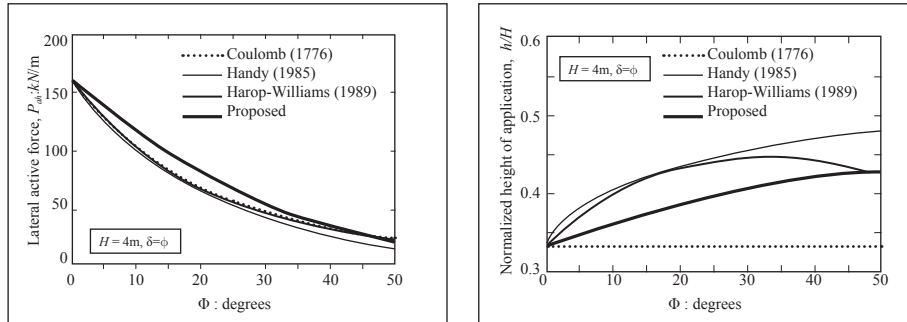 200
150
100
50
0
Lateral active force, P_ah:kN/m
Coulomb (1776)
Handy (1985)
Harop-Williams (1989)
Proposed
H = 4m, δ=ϕ
0 10 20 30 40 50
Φ : degrees
0.6
0.5
0.4
0.3
Normalized height of application, h/H
Coulomb (1776)
Handy (1985)
Harop-Williams (1989)
Proposed
H = 4m, δ=ϕ
0 10 20 30 40 50
Φ : degrees